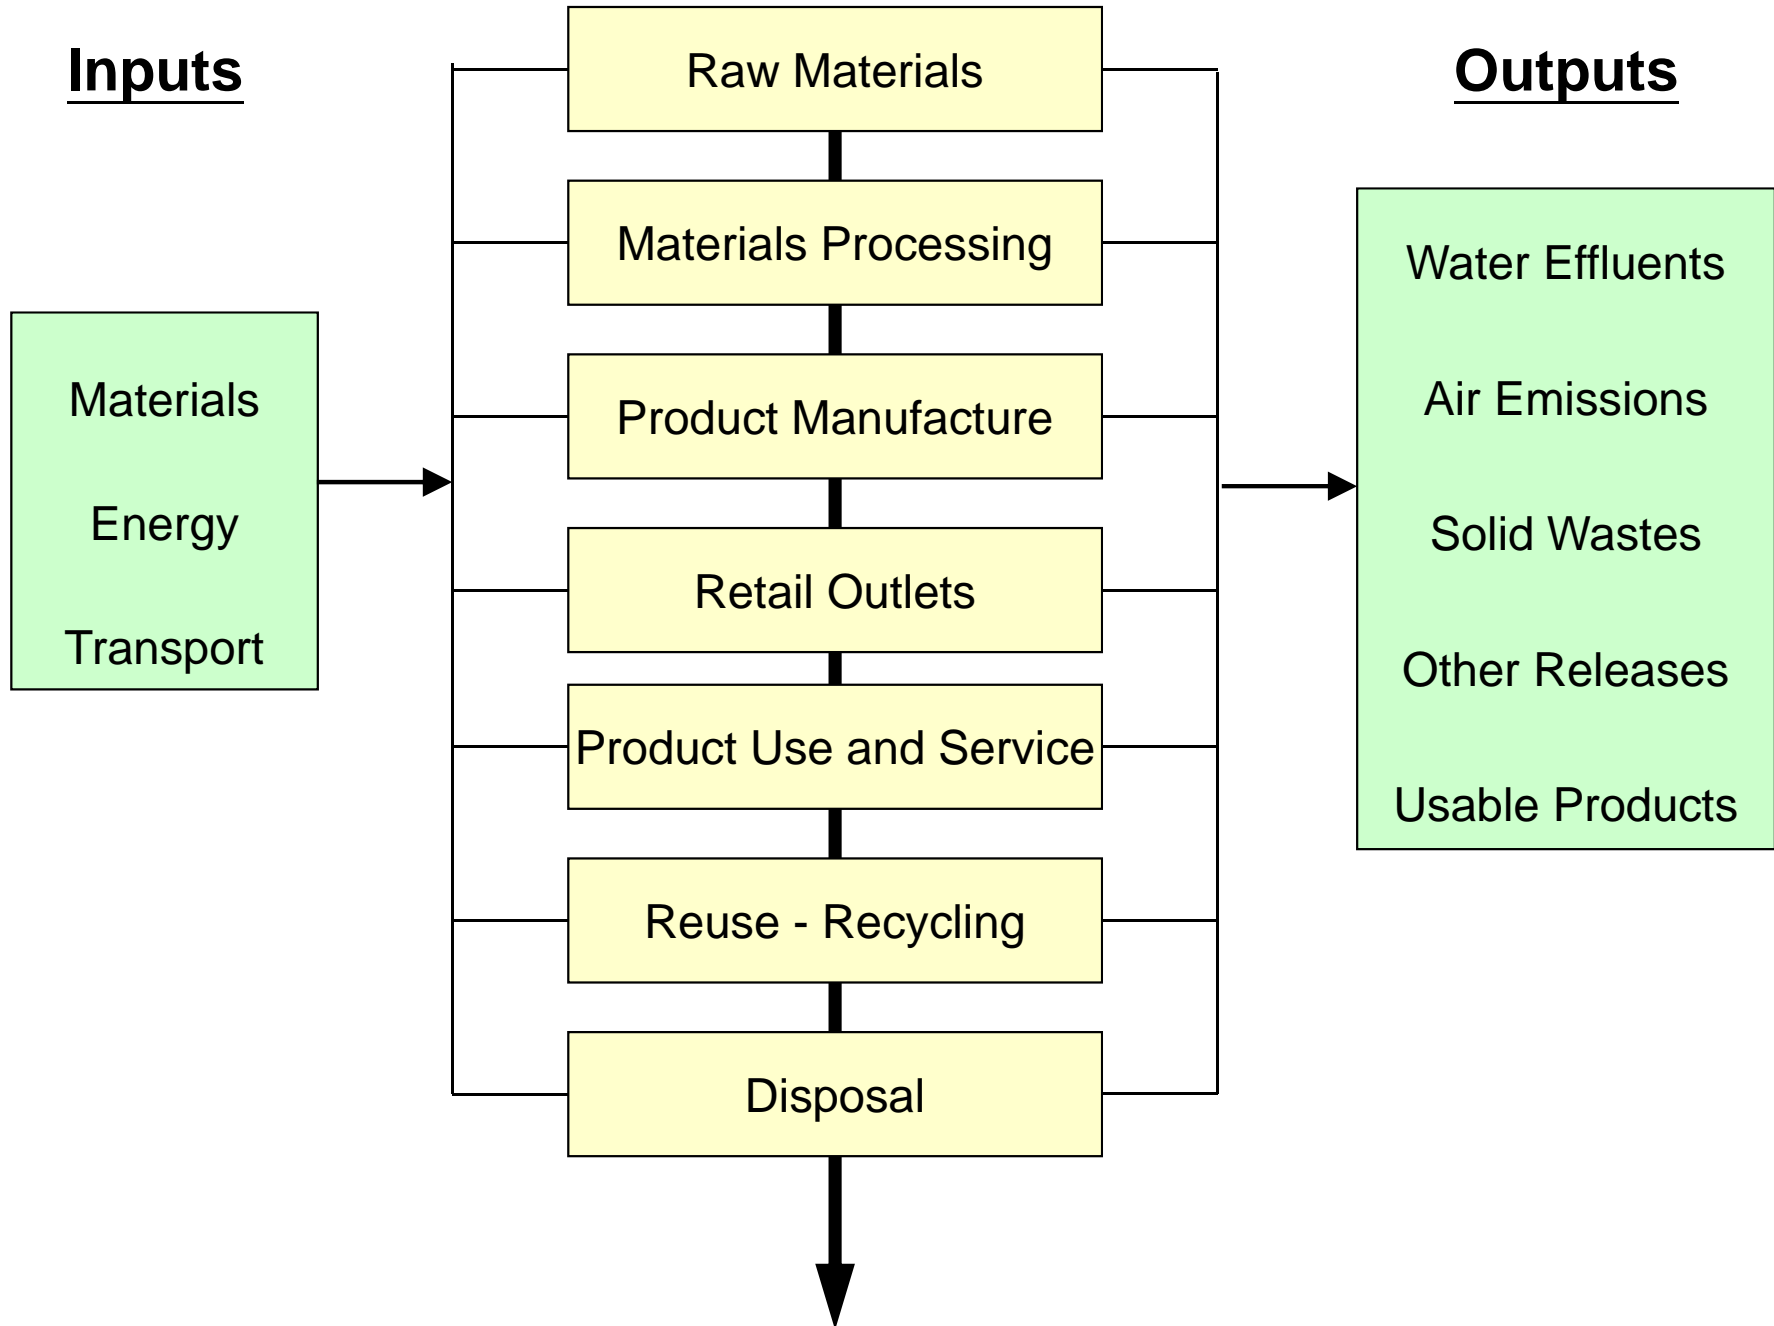 Inputs
Materials
Energy
Transport
Raw Materials
Materials Processing
Product Manufacture
Retail Outlets
Product Use and Service
Reuse - Recycling
Disposal
Outputs
Water Effluents
Air Emissions
Solid Wastes
Other Releases
Usable Products